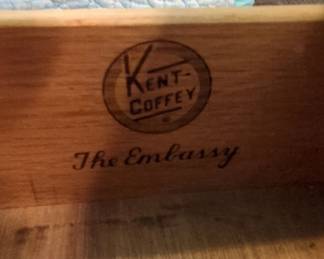 KENT-
COFFEY
The Embassy